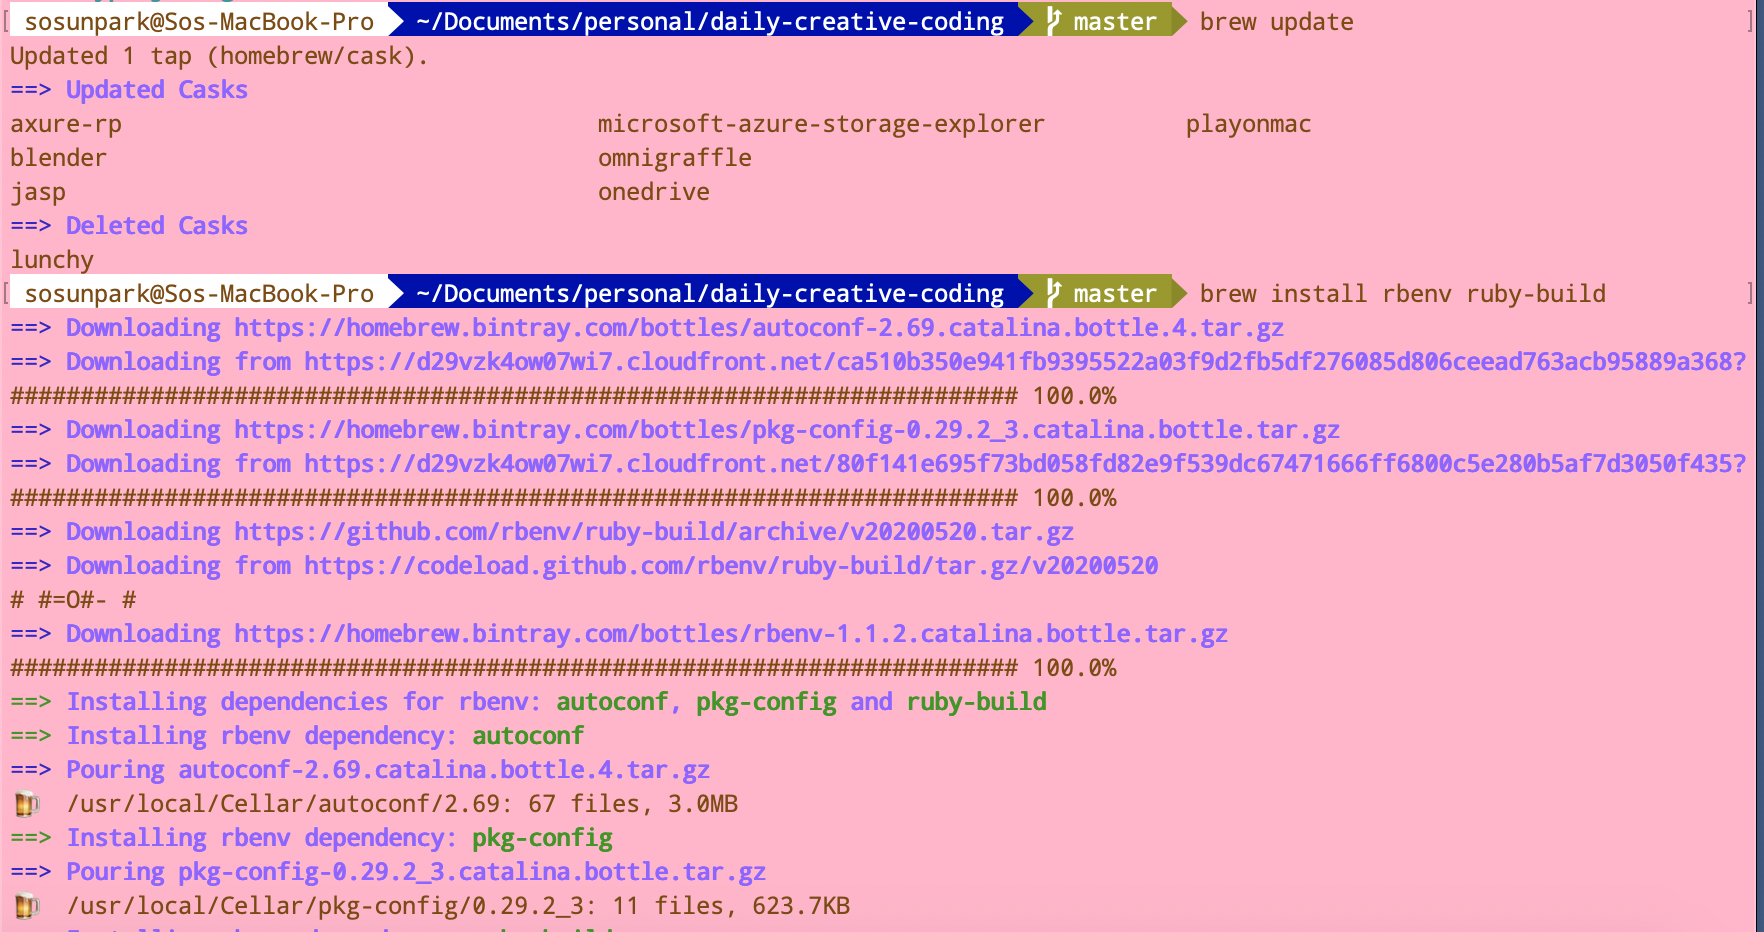 sosunpark@Sos-MacBook-Pro ~/Documents/personal/daily-creative-coding master brew update
Updated 1 tap (homebrew/cask).
==> Updated Casks
axure-rp microsoft-azure-storage-explorer playonmac
blender omnigraffle
jasp onedrive
==> Deleted Casks
lunchy
sosunpark@Sos-MacBook-Pro ~/Documents/personal/daily-creative-coding master brew install rbenv ruby-build
==> Downloading https://homebrew.bintray.com/bottles/autoconf-2.69.catalina.bottle.4.tar.gz
==> Downloading from https://d29vzk4ow07wi7.cloudfront.net/ca510b350e941fb9395522a03f9d2fb5df276085d806ceead763acb95889a368?
######################################################################## 100.0%
==> Downloading https://homebrew.bintray.com/bottles/pkg-config-0.29.2_3.catalina.bottle.tar.gz
==> Downloading from https://d29vzk4ow07wi7.cloudfront.net/80f141e695f73bd058fd82e9f539dc67471666ff6800c5e280b5af7d3050f435?
######################################################################## 100.0%
==> Downloading https://github.com/rbenv/ruby-build/archive/v20200520.tar.gz
==> Downloading from https://codeload.github.com/rbenv/ruby-build/tar.gz/v20200520
# #=O#- #
==> Downloading https://homebrew.bintray.com/bottles/rbenv-1.1.2.catalina.bottle.tar.gz
######################################################################## 100.0%
==> Installing dependencies for rbenv: autoconf, pkg-config and ruby-build
==> Installing rbenv dependency: autoconf
==> Pouring autoconf-2.69.catalina.bottle.4.tar.gz
🍺 /usr/local/Cellar/autoconf/2.69: 67 files, 3.0MB
==> Installing rbenv dependency: pkg-config
==> Pouring pkg-config-0.29.2_3.catalina.bottle.tar.gz
🍺 /usr/local/Cellar/pkg-config/0.29.2_3: 11 files, 623.7KB